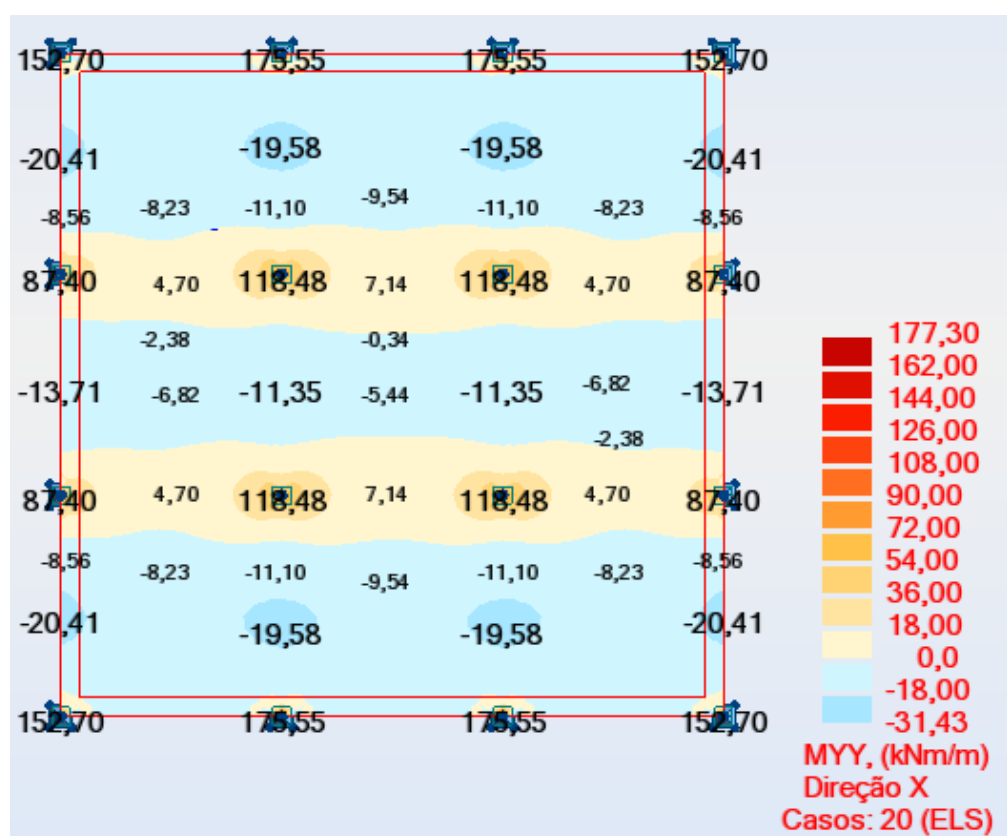 152,70 175,55 175,55 152,70
-20,41 -19,58 -19,58 -20,41
-8,56 -8,23 -11,10 -9,54 -11,10 -8,23 -8,56
87,40 4,70 118,48 7,14 118,48 4,70 87,40
-2,38 -0,34
-13,71 -6,82 -11,35 -5,44 -11,35 -6,82 -13,71
-2,38
87,40 4,70 118,48 7,14 118,48 4,70 87,40
-8,56 -8,23 -11,10 -9,54 -11,10 -8,23 -8,56
-20,41 -19,58 -19,58 -20,41
152,70 175,55 175,55 152,70
177,30
162,00
144,00
126,00
108,00
90,00
72,00
54,00
36,00
18,00
0,0
-18,00
-31,43
MYY, (kNm/m)
Direção X
Casos: 20 (ELS)